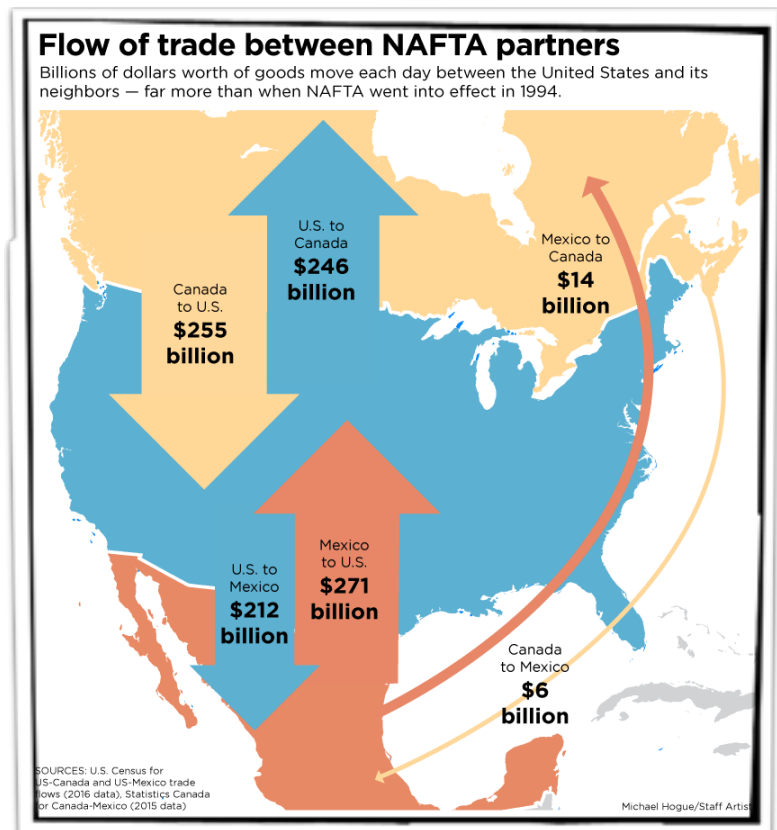 Flow of trade between NAFTA partners
Billions of dollars worth of goods move each day between the United States and its
neighbors — far more than when NAFTA went into effect in 1994.
U.S. to
Canada
$246
billion
Mexico to
Canada
$14
billion
Canada
to U.S.
$255
billion
Mexico
to U.S.
$271
billion
U.S. to
Mexico
$212
billion
Canada
to Mexico
$6
billion
SOURCES: U.S. Census for
US-Canada and US-Mexico trade
flows (2016 data), Statistics Canada
for Canada-Mexico (2015 data)
Michael Hogue/Staff Artist